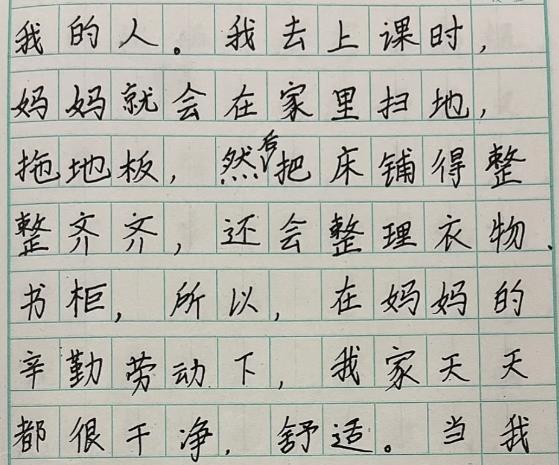 我的人。我去上课时，
妈妈就会在家里扫地，
拖地板，然后把床铺得整
整齐齐，还会整理衣物、
书柜，所以，在妈妈的
辛勤劳动下，我家天天
都很干净，舒适。当我